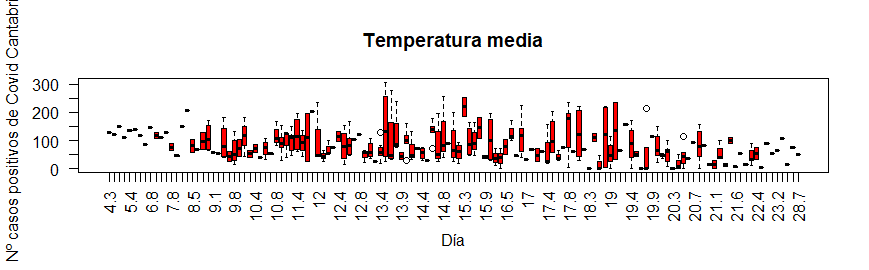 Temperatura media
Nº casos positivos de Covid Cantabri
300
200
100
0
4.3 5.4 6.8 7.8 8.5 9.1 9.8 10.4 10.8 11.4 12 12.4 12.8 13.4 13.9 14.4 14.8 15.3 15.9 16.5 17 17.4 17.8 18.3 19 19.4 19.9 20.3 20.7 21.1 21.6 22.4 23.2 28.7
Día